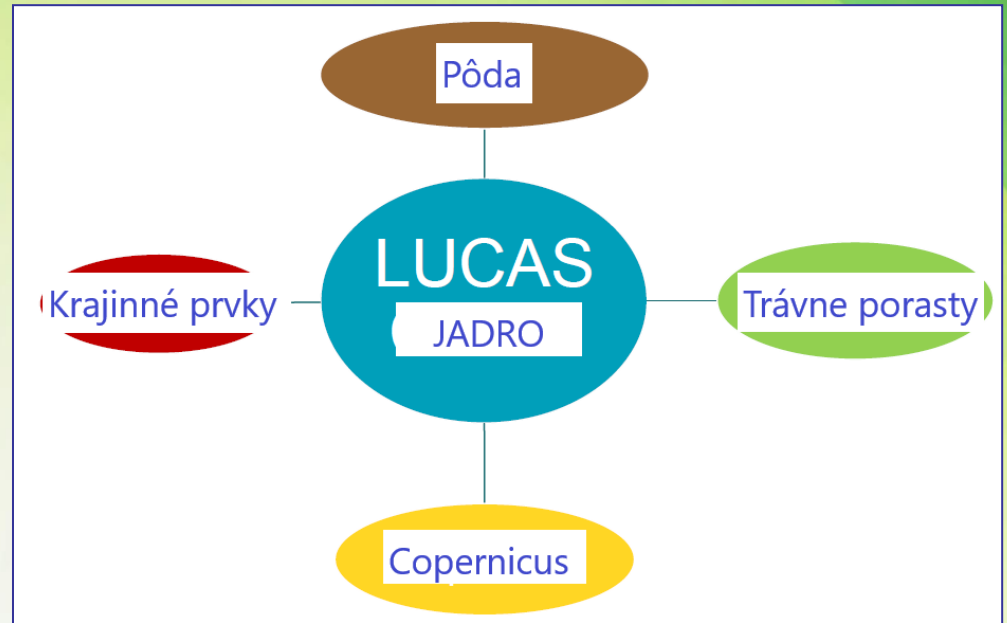 Pôda
LUCAS
JADRO
Krajinné prvky
Trávne porasty
Copernicus